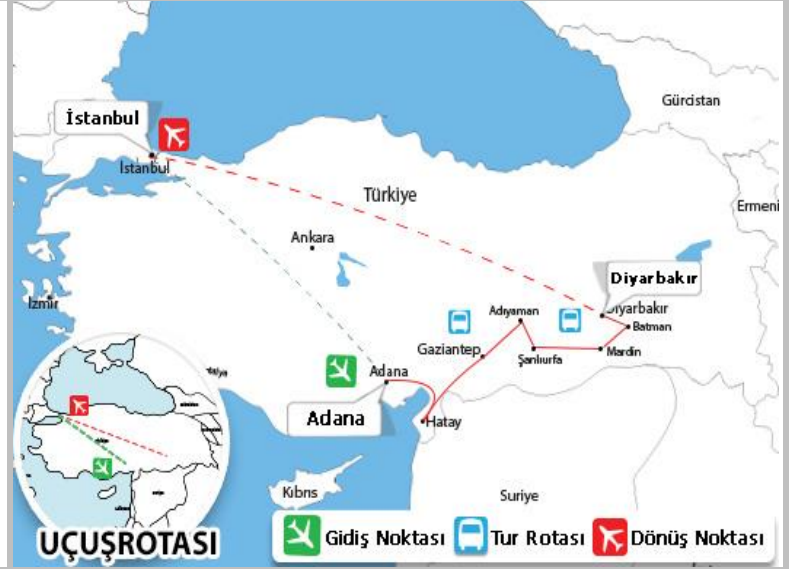 Gürcistan
İstanbul
İstanbul
Türkiye
Ermeni
Ankara
Diyarbakır
İzmir
Diyarbakır
Adıyaman
Batman
Gaziantep
Şanlıurfa
Mardin
Adana
Adana
Hatay
Kıbrıs
Suriye
UÇUŞROTASI
Gidiş Noktası
Tur Rotası
Dönüş Noktası